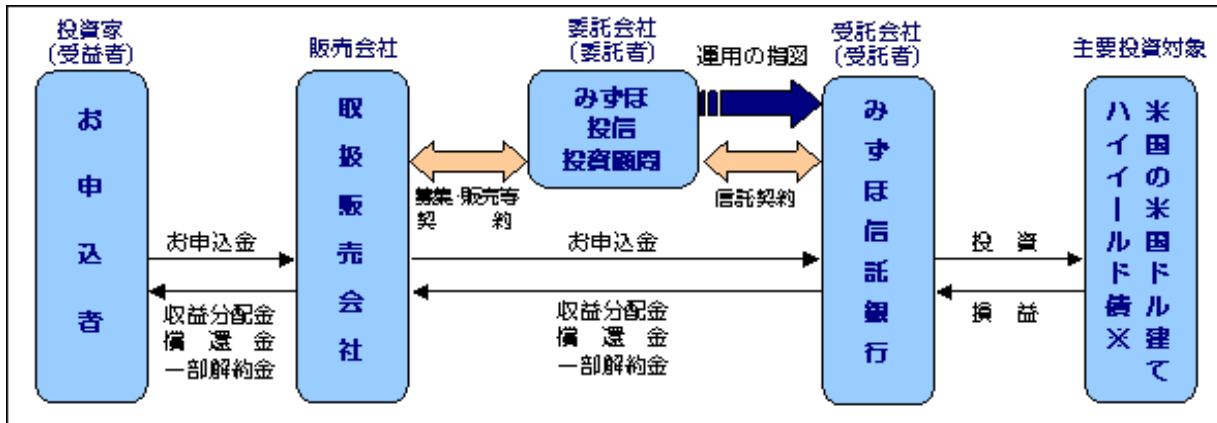 投資家
(受益者)
お申込者
販売会社
取扱販売会社
委託会社
(委託者)
みずほ
投信
投資顧問
運用の指図
受託会社
(受託者)
みずほ信託銀行
主要投資対象
米国の米国ドル建て
ハイイールド債※
募集・販売等
契 約
信託契約
お申込金
お申込金
投 資
収益分配金
償 還 金
一部解約金
収益分配金
償 還 金
一部解約金
損 益